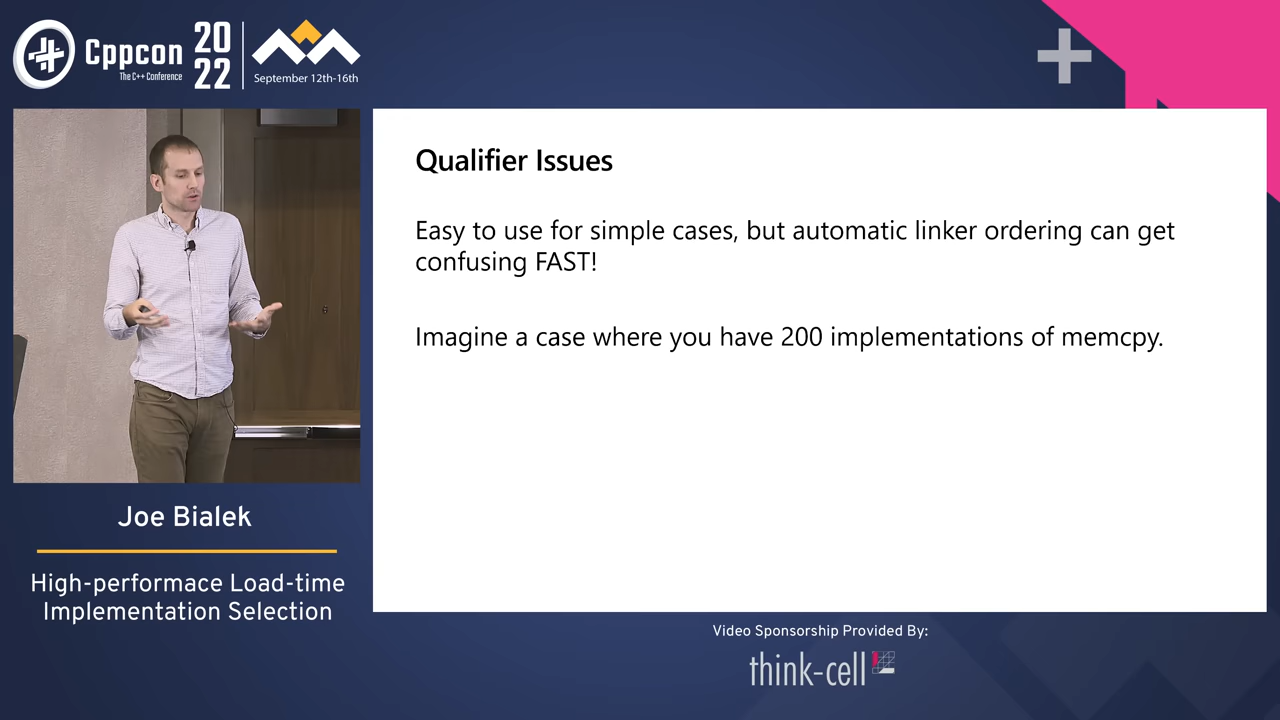 Cppcon
The C++ Conference
20
22
September 12th-16th
Qualifier Issues
Easy to use for simple cases, but automatic linker ordering can get
confusing FAST!
Imagine a case where you have 200 implementations of memcpy.
Joe Bialek
High-performace Load-time
Implementation Selection
Video Sponsorship Provided By:
think-cell